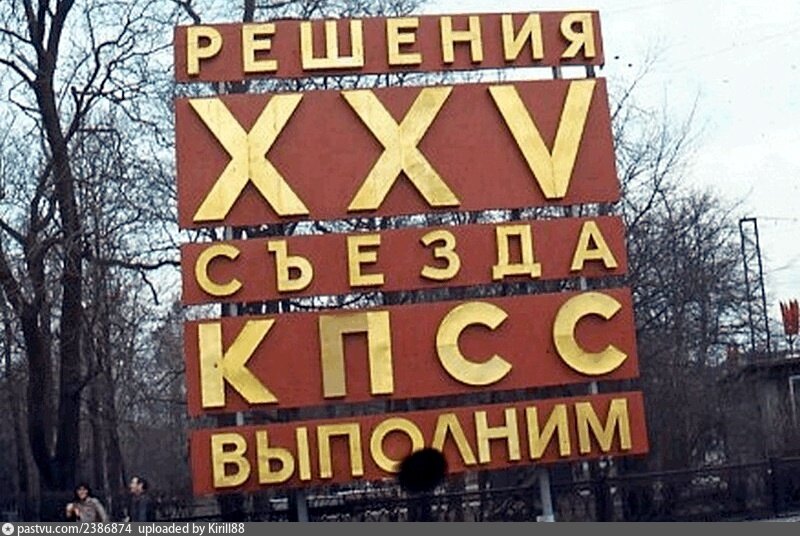 РЕШЕНИЯ
XXV
СЪЕЗДА
КПСС
ВЫПОЛНИМ
pastvu.com/2386874 uploaded by Kirill88